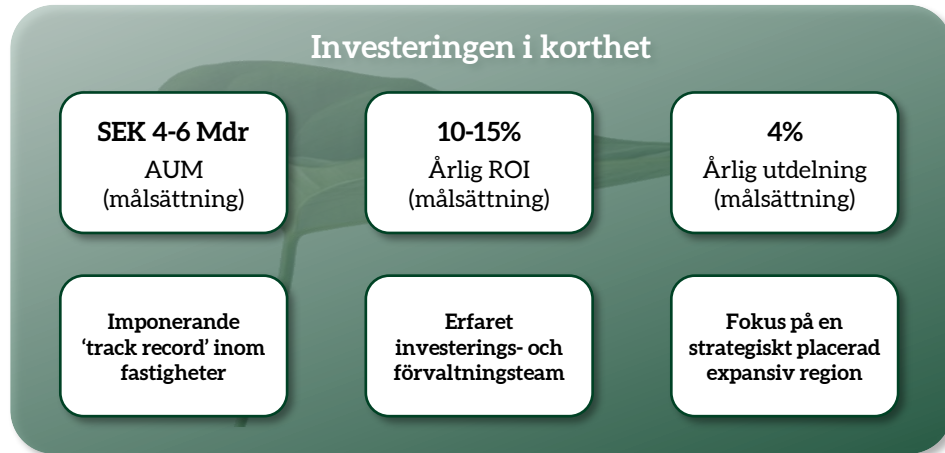 Investeringen i korthet
SEK 4-6 Mdr
AUM
(målsättning)
10-15%
Årlig ROI
(målsättning)
4%
Årlig utdelning
(målsättning)
Imponerande
‘track record’ inom
fastigheter
Erfaret
investerings- och
förvaltningsteam
Fokus på en
strategiskt placerad
expansiv region